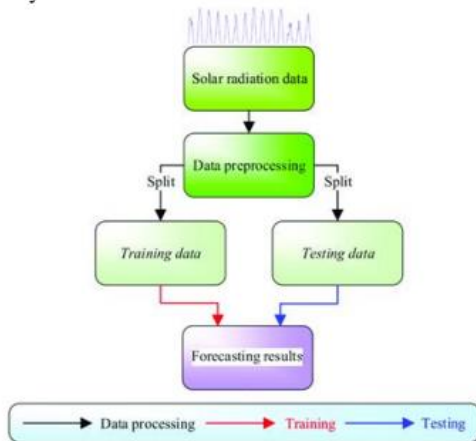 Solar radiation data
Data preprocessing
Split
Split
Training data
Testing data
Forecasting results
Data processing
Training
Testing